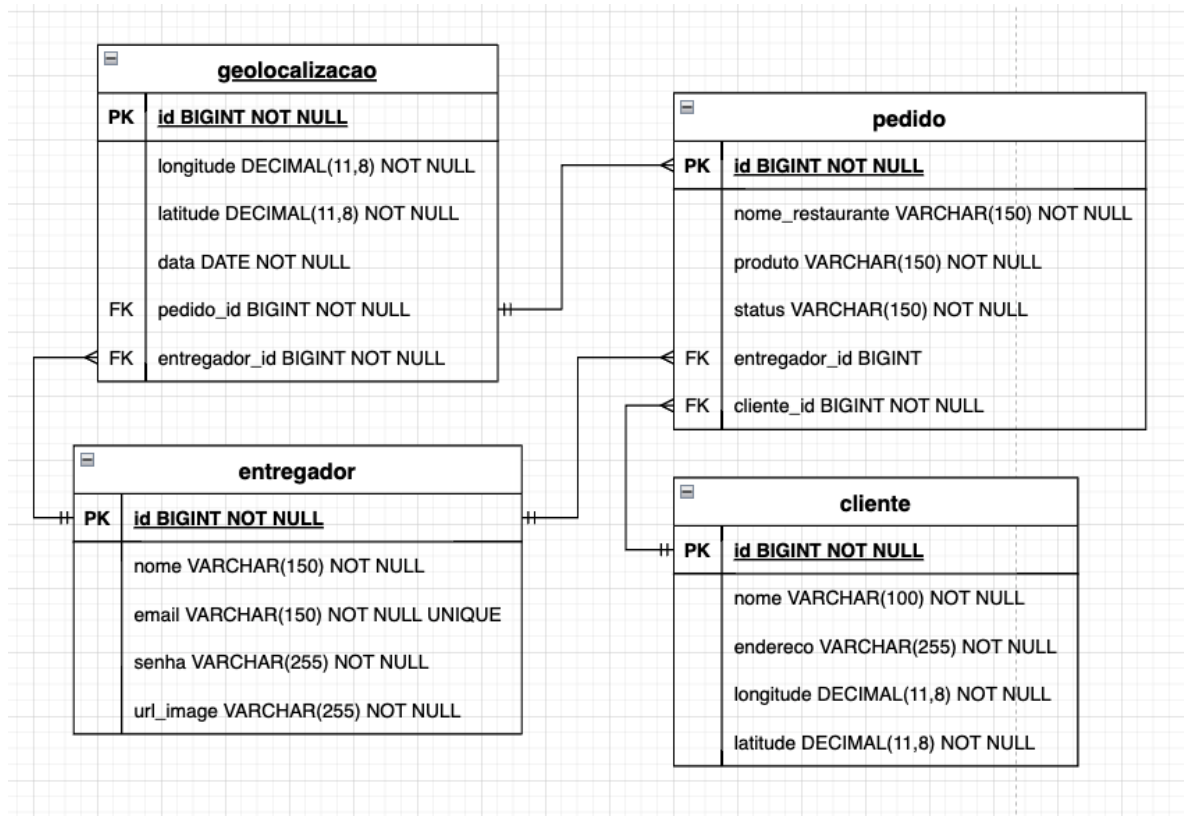 geolocalizacao
PK id BIGINT NOT NULL
longitude DECIMAL(11,8) NOT NULL
latitude DECIMAL(11,8) NOT NULL
data DATE NOT NULL
FK pedido_id BIGINT NOT NULL
FK entregador_id BIGINT NOT NULL
pedido
PK id BIGINT NOT NULL
nome_restaurante VARCHAR(150) NOT NULL
produto VARCHAR(150) NOT NULL
status VARCHAR(150) NOT NULL
FK entregador_id BIGINT
FK cliente_id BIGINT NOT NULL
entregador
PK id BIGINT NOT NULL
nome VARCHAR(150) NOT NULL
email VARCHAR(150) NOT NULL UNIQUE
senha VARCHAR(255) NOT NULL
url_image VARCHAR(255) NOT NULL
cliente
PK id BIGINT NOT NULL
nome VARCHAR(100) NOT NULL
endereco VARCHAR(255) NOT NULL
longitude DECIMAL(11,8) NOT NULL
latitude DECIMAL(11,8) NOT NULL